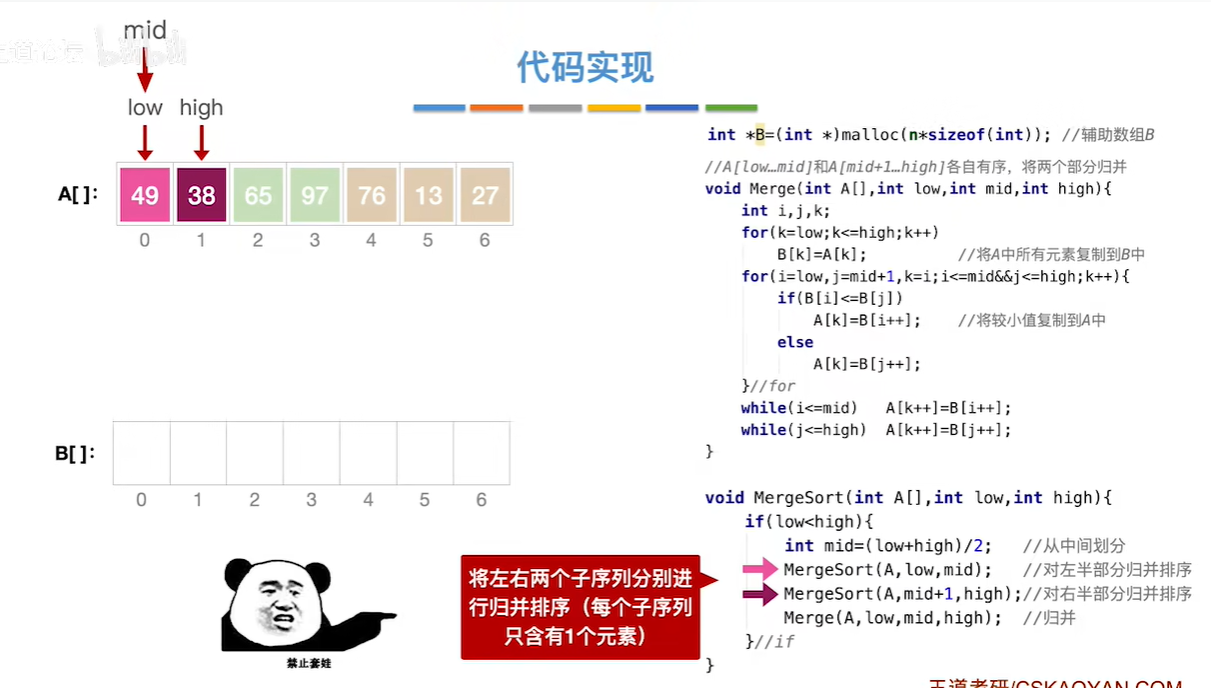 mid
low high
代码实现
A[]:
49 38 65 97 76 13 27
0 1 2 3 4 5 6
B[]:
0 1 2 3 4 5 6
禁止套娃
将左右两个子序列分别进
行归并排序（每个子序列
只含有1个元素）
int *B=(int *)malloc(n*sizeof(int)); //辅助数组B
//A[low…mid]和A[mid+1…high]各自有序，将两个部分归并
void Merge(int A[],int low,int mid,int high){
int i,j,k;
for(k=low;k<=high;k++)
B[k]=A[k]; //将A中所有元素复制到B中
for(i=low,j=mid+1,k=i;i<=mid&&j<=high;k++){
if(B[i]<=B[j])
A[k]=B[i++]; //将较小值复制到A中
else
A[k]=B[j++];
}//for
while(i<=mid) A[k++]=B[i++];
while(j<=high) A[k++]=B[j++];
}
void MergeSort(int A[],int low,int high){
if(low<high){
int mid=(low+high)/2; //从中间划分
MergeSort(A,low,mid); //对左半部分归并排序
MergeSort(A,mid+1,high);//对右半部分归并排序
Merge(A,low,mid,high); //归并
}//if
}
王道考研/CSKAOYAN.COM